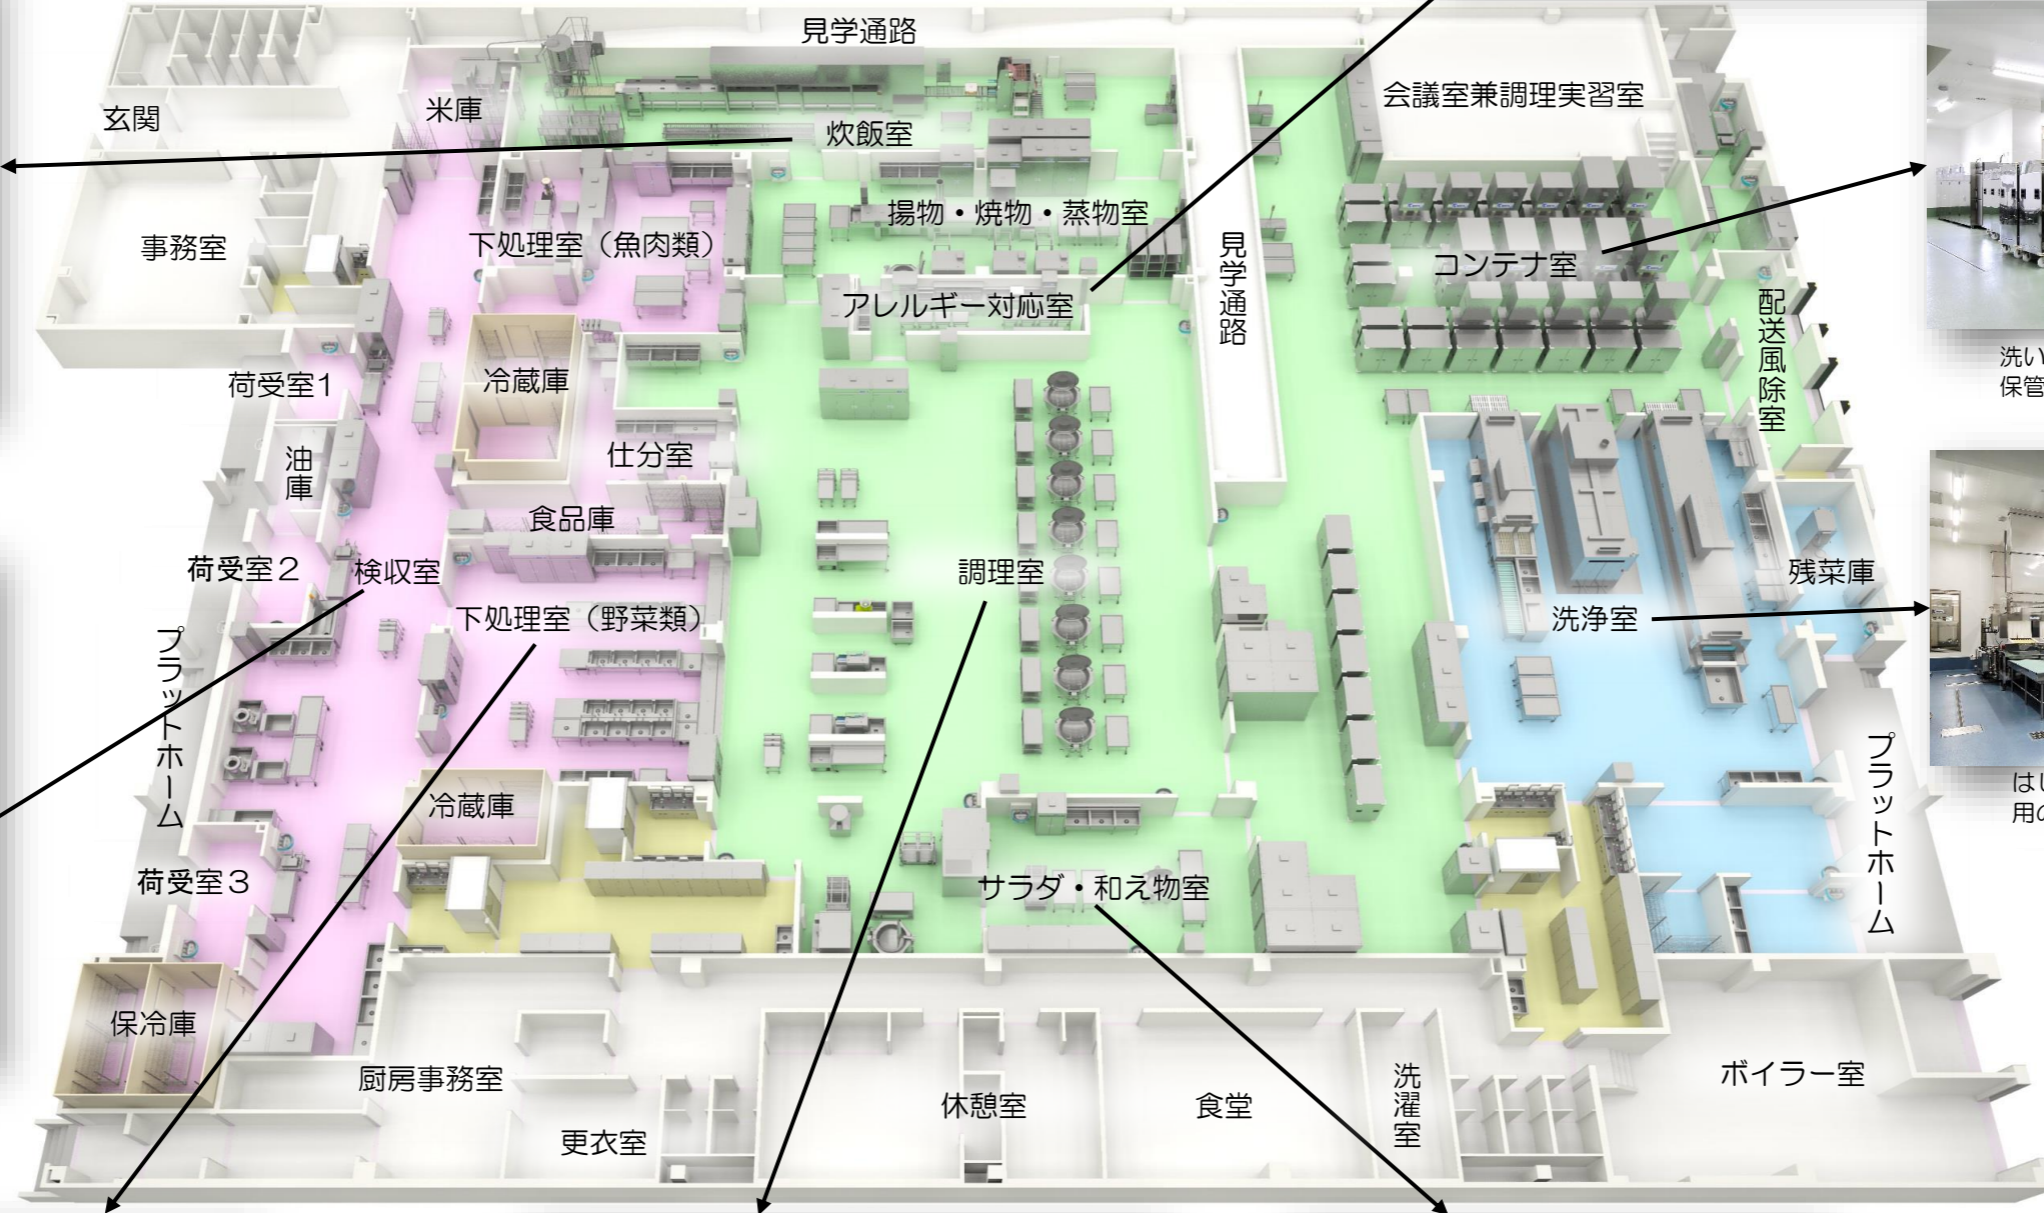 見学通路
玄関
米庫
会議室兼調理実習室
炊飯室
揚物・焼物・蒸物室
事務室
下処理室（魚肉類）
見学通路
コンテナ室
アレルギー対応室
配送風除室
荷受室1
冷蔵庫
洗い
保管
油庫
仕分室
食品庫
荷受室2
検収室
調理室
残菜庫
下処理室（野菜類）
洗浄室
プラットホーム
プラットホーム
冷蔵庫
はし
用の
荷受室3
サラダ・和え物室
保冷庫
厨房事務室
休憩室
食堂
洗濯室
ボイラー室
更衣室